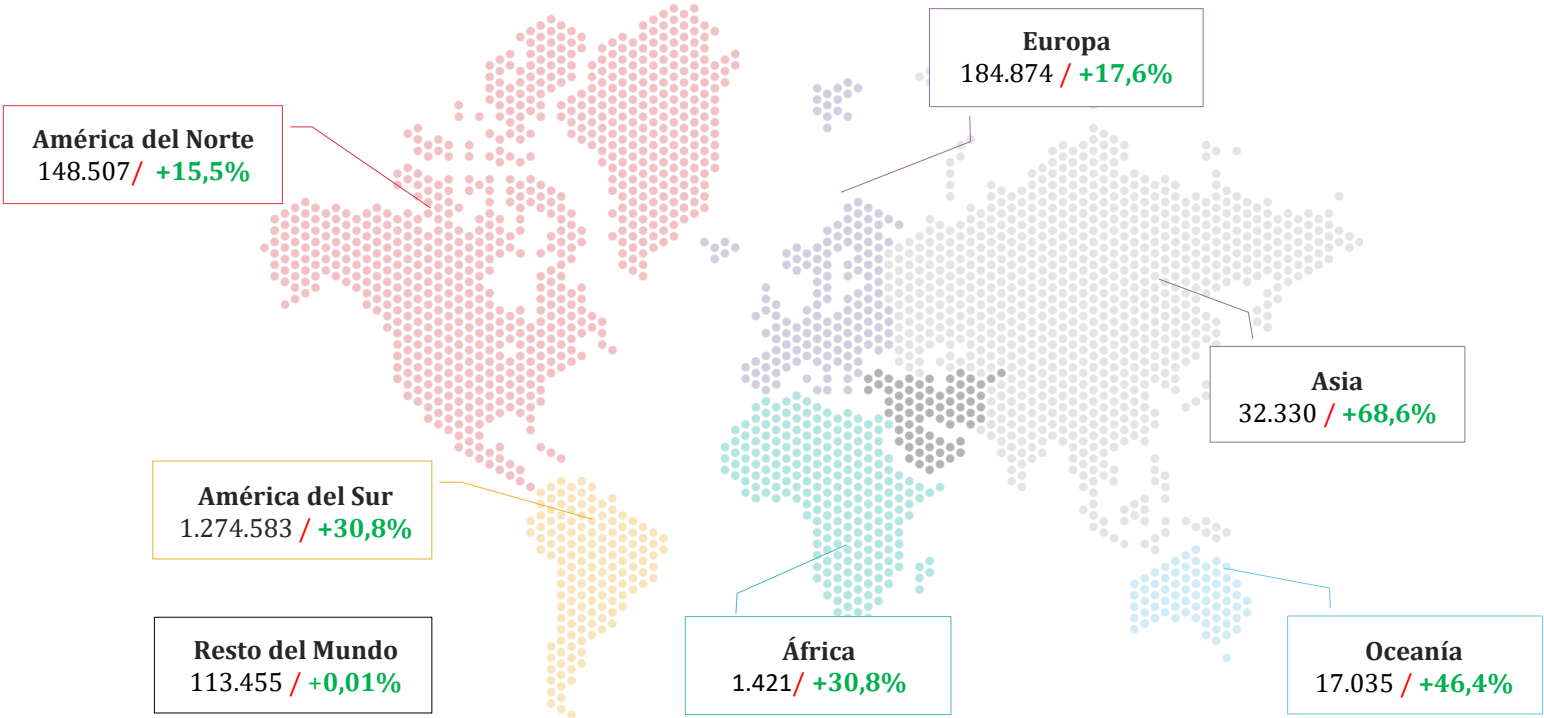 Europa
184.874 / +17,6%
América del Norte
148.507/ +15,5%
Asia
32.330 / +68,6%
América del Sur
1.274.583 / +30,8%
Resto del Mundo
113.455 / +0,01%
África
1.421/ +30,8%
Oceanía
17.035 / +46,4%